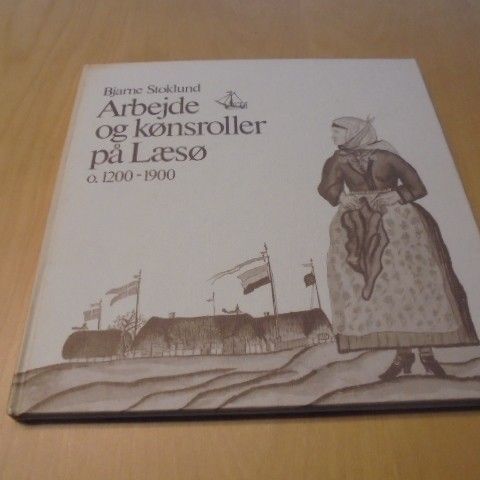 Bjarne Stoklund
Arbejde
og kønsroller
på Læsø
o. 1200-1900